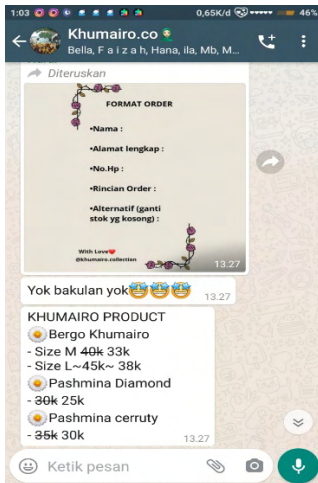 1:03 0,65K/d 46%
Khumairo.co
Bella, F a i z a h, Hana, ila, Mb, M...
Diteruskan
FORMAT ORDER
•Nama :
•Alamat lengkap :
•No.Hp :
•Rincian Order :
•Alternatif (ganti
stok yg kosong) :
With Love❤
@khumairo.collection
13.27
Yok bakulan yok🤩🤩🤩 13.27
KHUMAIRO PRODUCT
🌼Bergo Khumairo
- Size M 40k 33k
- Size L~45k~ 38k
🌼Pashmina Diamond
- 30k 25k
🌼Pashmina cerruty
- 35k 30k
13.27
Ketik pesan